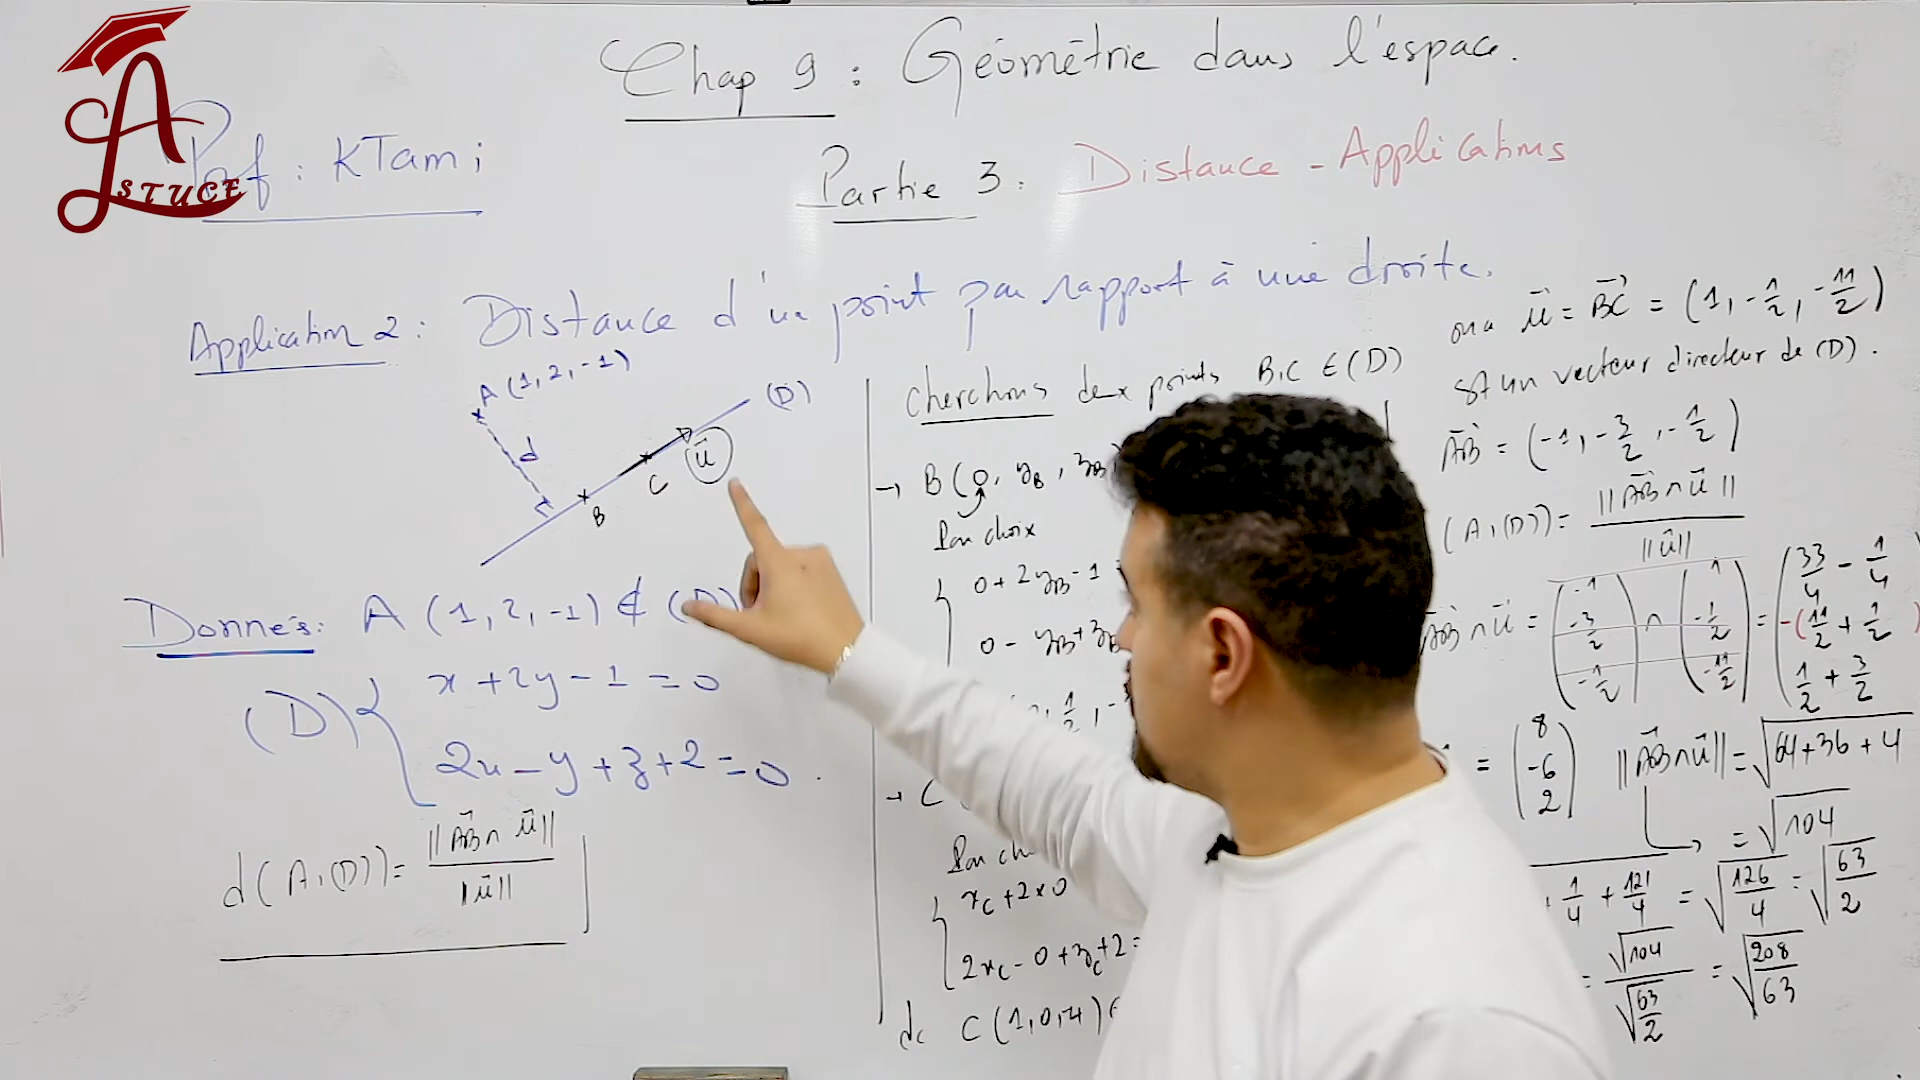 ASTUCE
Chap 9 : Géométrie dans l'espace.
Prof : KTami
Partie 3 : Distance - Applications
Application 2 : Distance d'un point par rapport à une droite.
A (1, 2, -1)
(D)
d
u⃗
C
B
Donnés : A (1, 2, -1) ∉ (D)
(D) { x + 2y - 1 = 0
2x - y + z + 2 = 0.
d(A,(D)) = ||AB⃗ ∧ u⃗|| / ||u⃗||
Cherchons deux points B, C ∈ (D)
→ B (0, yB, zB)
Par choix
0 + 2yB - 1
0 - yB + zB
→ C
Par ch
xC + 2×0
2xC - 0 + zC + 2 =
dc C (1, 0, -4)
on a u⃗ = BC⃗ = (1, -1/2, -11/2)
est un vecteur directeur de (D).
AB⃗ = (-1, -3/2, -1/2)
(A,(D)) = ||AB⃗ ∧ u⃗|| / ||u⃗||
AB⃗ ∧ u⃗ = (-1, -3/2, -1/2) ∧ (1, -1/2, -11/2) = (33/4 - 1/4, -(11/2 + 1/2), 1/2 + 3/2)
= (8, -6, 2) ||AB⃗ ∧ u⃗|| = √(64 + 36 + 4)
= √104
+ 1/4 + 121/4 = √(126/4) = √(63/2)
= √104 / √(63/2) = √(208/63)